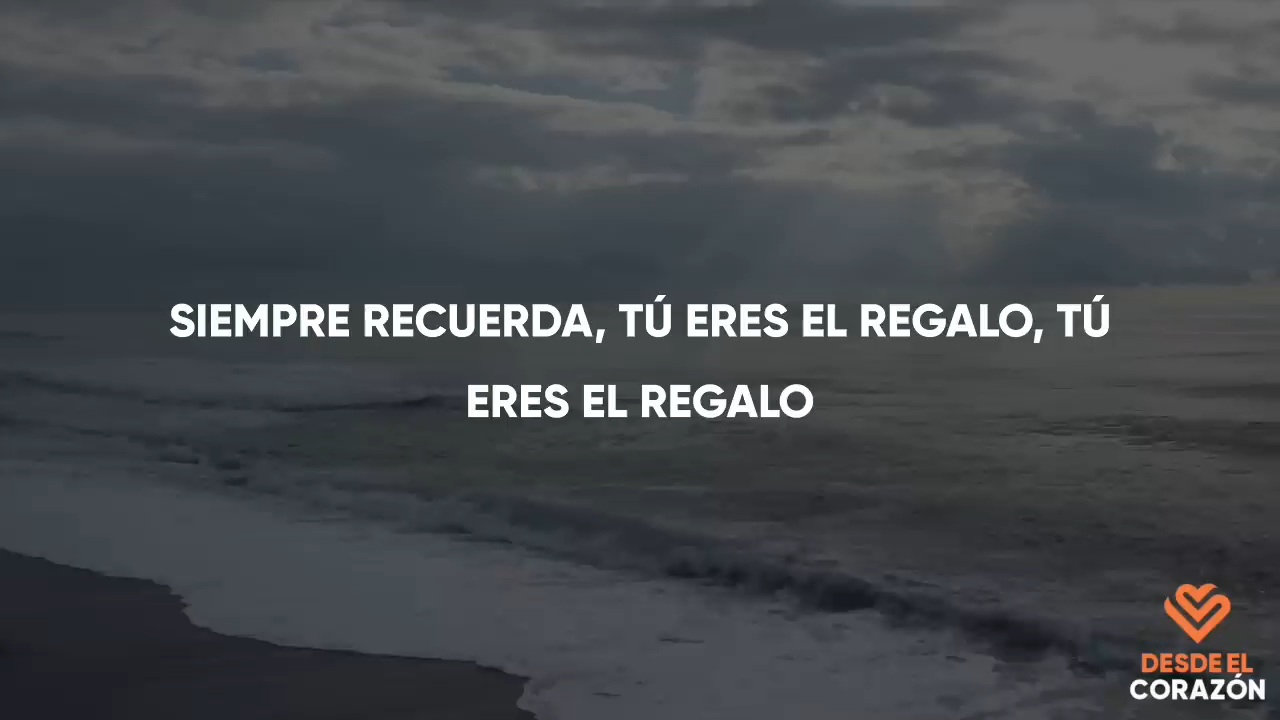 SIEMPRE RECUERDA, TÚ ERES EL REGALO, TÚ
ERES EL REGALO
DESDE EL
CORAZÓN